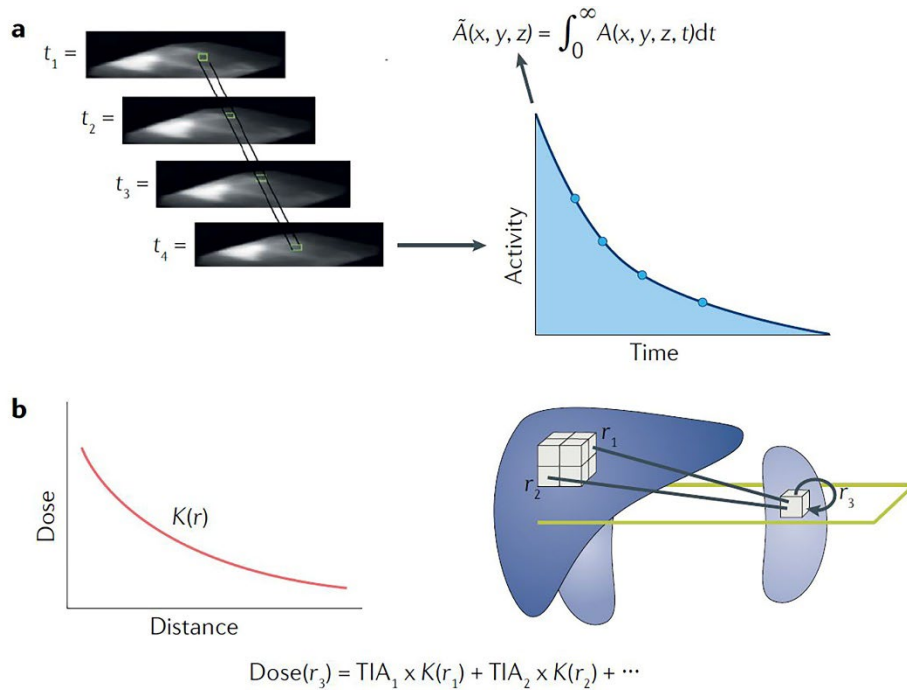 a
t₁ =
t₂ =
t₃ =
t₄ =
Ã(x, y, z) = ∫₀^∞ A(x, y, z, t)dt
Activity
Time
b
Dose
K(r)
Distance
r₁
r₂
r₃
Dose(r₃) = TIA₁ x K(r₁) + TIA₂ x K(r₂) + ···